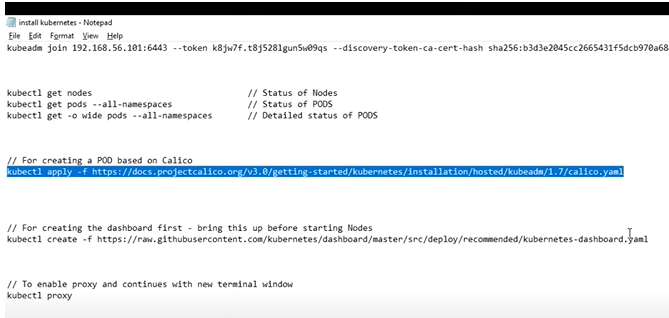 install kubernetes - Notepad
File Edit Format View Help
kubeadm join 192.168.56.101:6443 --token k8jw7f.t8j528lgun5w09qs --discovery-token-ca-cert-hash sha256:b3d3e2045cc2665431f5dcb970a68
kubectl get nodes // Status of Nodes
kubectl get pods --all-namespaces // Status of PODS
kubectl get -o wide pods --all-namespaces // Detailed status of PODS
// For creating a POD based on Calico
kubectl apply -f https://docs.projectcalico.org/v3.0/getting-started/kubernetes/installation/hosted/kubeadm/1.7/calico.yaml
// For creating the dashboard first - bring this up before starting Nodes
kubectl create -f https://raw.githubusercontent.com/kubernetes/dashboard/master/src/deploy/recommended/kubernetes-dashboard.yaml
// To enable proxy and continues with new terminal window
kubectl proxy